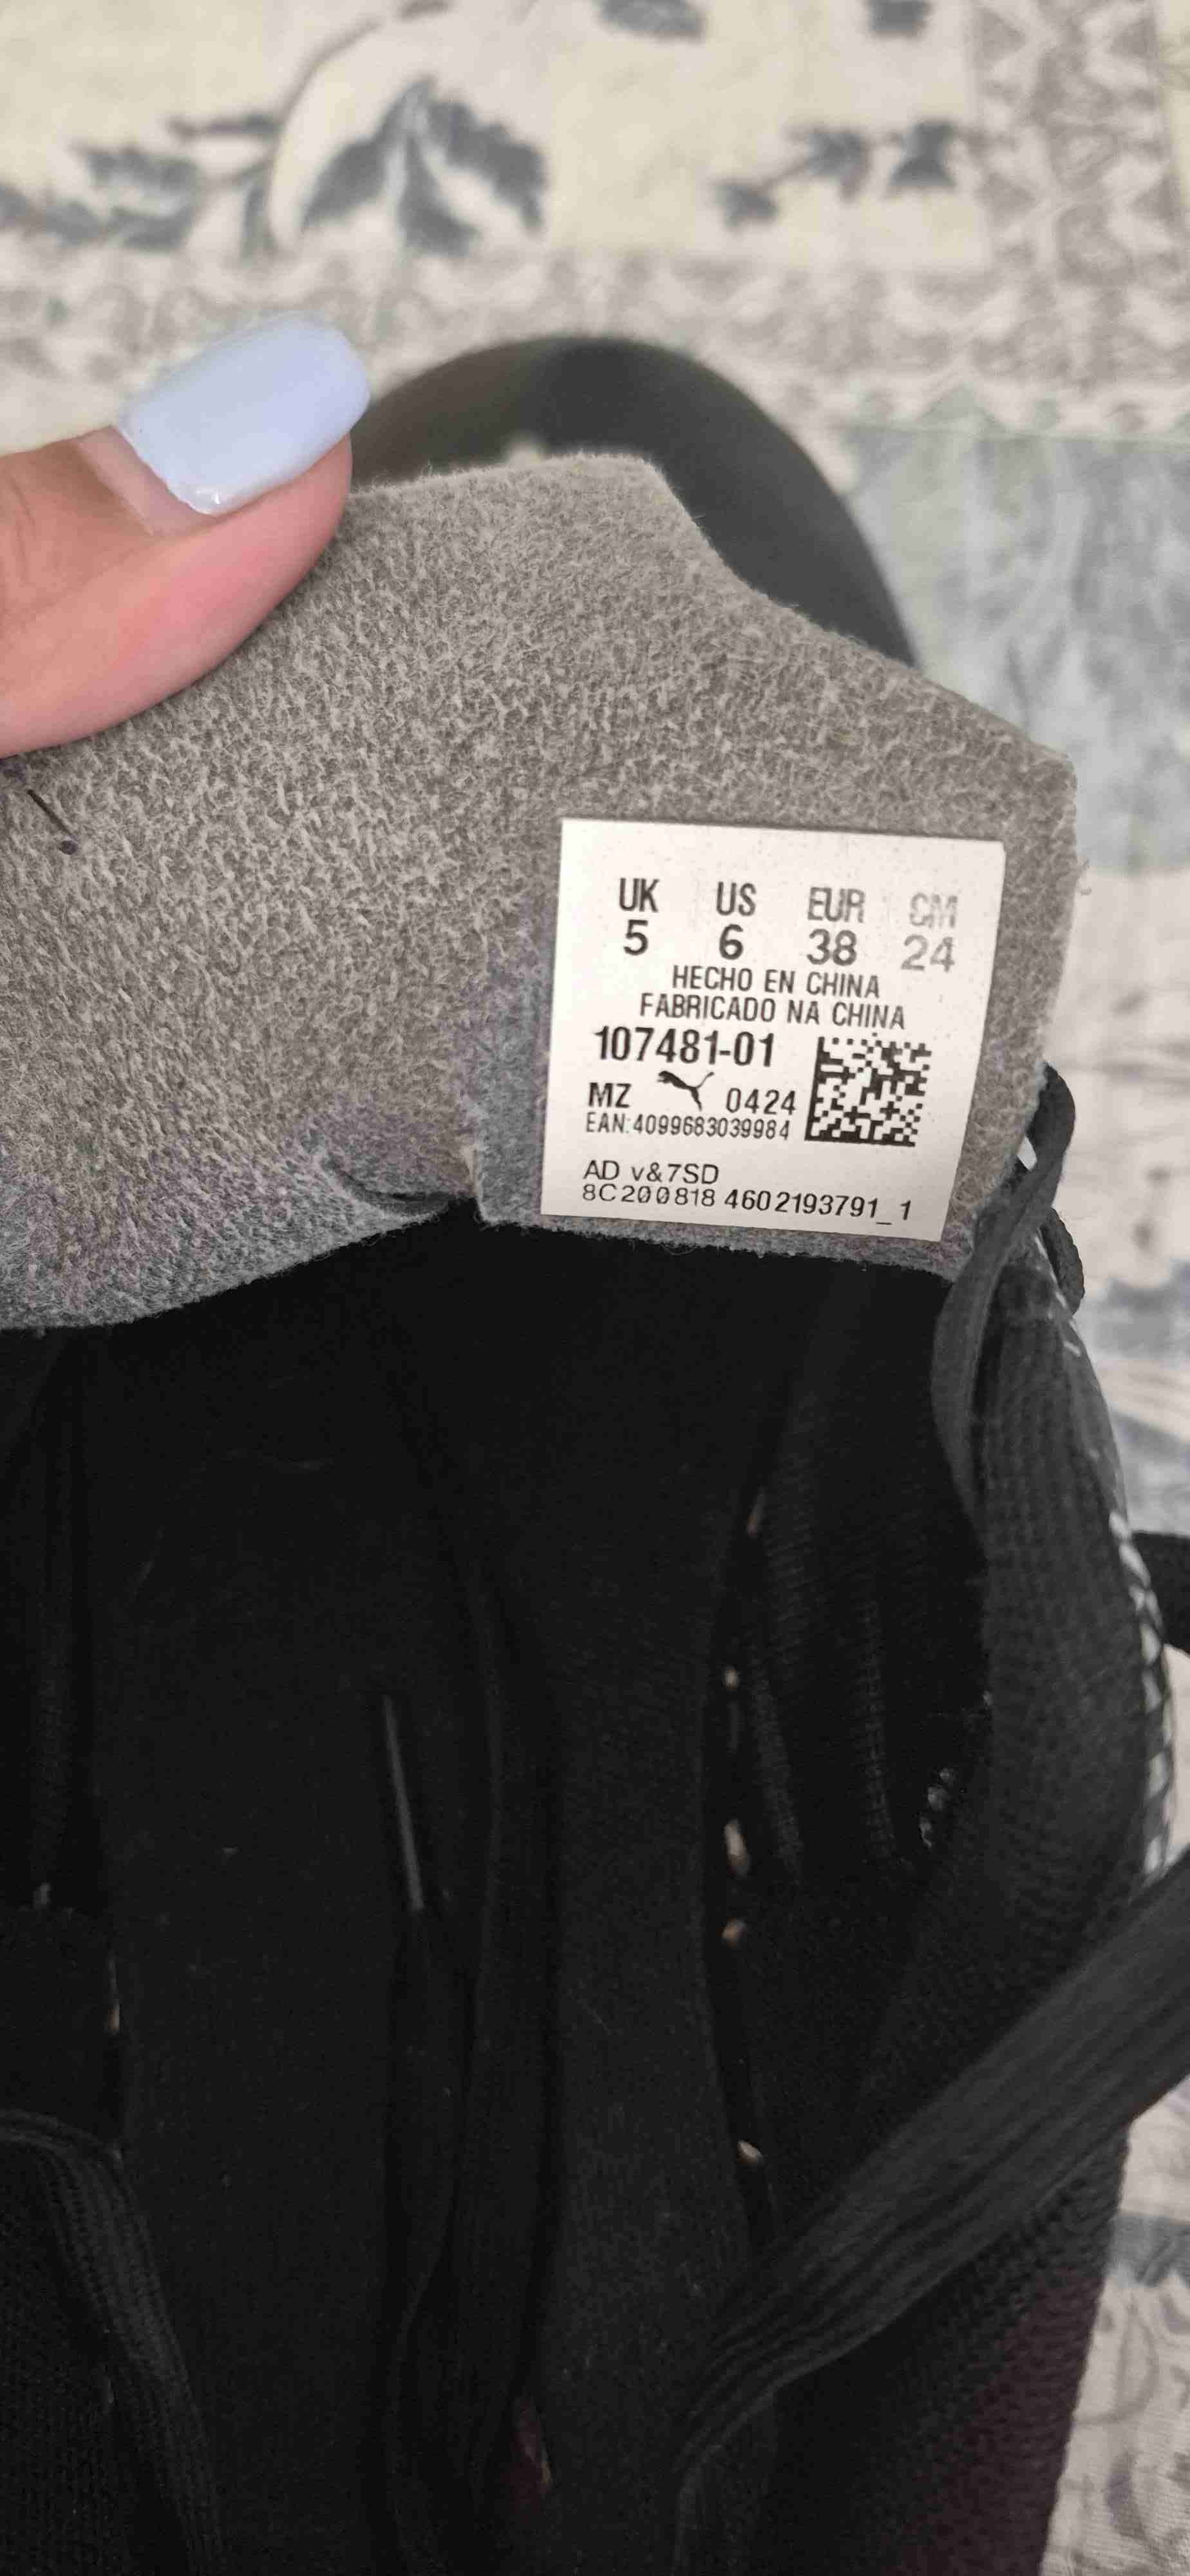 UK US EUR CM
5 6 38 24
HECHO EN CHINA
FABRICADO NA CHINA
107481-01
MZ 0424
EAN:4099683039984
AD v&7SD
8C200818 4602193791_1